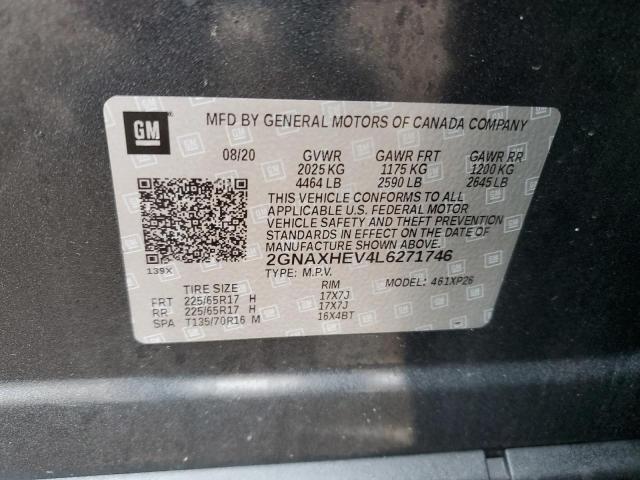 GM
MFD BY GENERAL MOTORS OF CANADA COMPANY
08/20 GVWR GAWR FRT GAWR RR
2025 KG 1175 KG 1200 KG
4464 LB 2590 LB 2645 LB
THIS VEHICLE CONFORMS TO ALL
APPLICABLE U.S. FEDERAL MOTOR
VEHICLE SAFETY AND THEFT PREVENTION
STANDARDS IN EFFECT ON THE DATE OF
MANUFACTURE SHOWN ABOVE.
2GNAXHEV4L6271746
139X TYPE: M.P.V. MODEL: 461XP26
TIRE SIZE RIM
FRT 225/65R17 H 17X7J
RR 225/65R17 H 17X7J
SPA T135/70R16 M 16X4BT